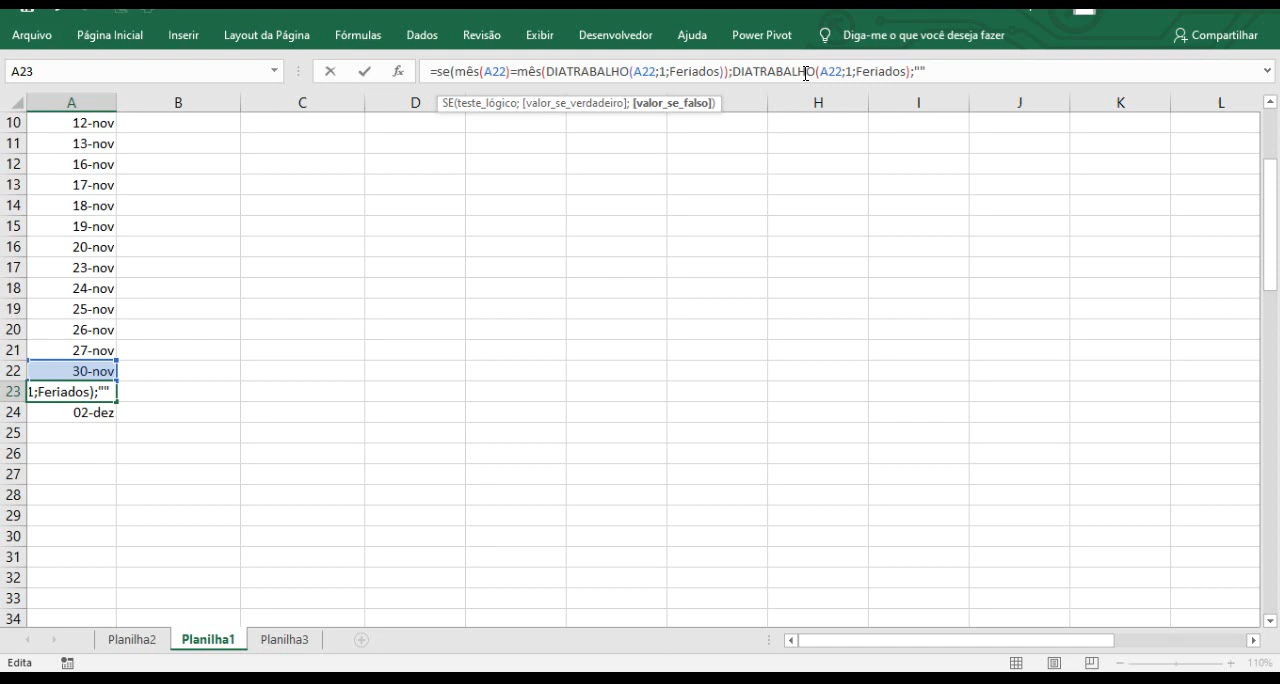 Arquivo Página Inicial Inserir Layout da Página Fórmulas Dados Revisão Exibir Desenvolvedor Ajuda Power Pivot Diga-me o que você deseja fazer Compartilhar
A23 fx =se(mês(A22)=mês(DIATRABALHO(A22;1;Feriados));DIATRABALHO(A22;1;Feriados);""
SE(teste_lógico; [valor_se_verdadeiro]; [valor_se_falso])
A B C D H I J K L
10 12-nov
11 13-nov
12 16-nov
13 17-nov
14 18-nov
15 19-nov
16 20-nov
17 23-nov
18 24-nov
19 25-nov
20 26-nov
21 27-nov
22 30-nov
23 1;Feriados);""
24 02-dez
25
26
27
28
29
30
31
32
33
34
Planilha2 Planilha1 Planilha3
Edita 110%